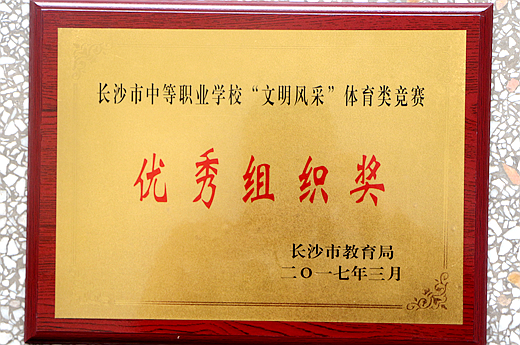 长沙市中等职业学校“文明风采”体育类竞赛
优秀组织奖
长沙市教育局
二〇一七年三月